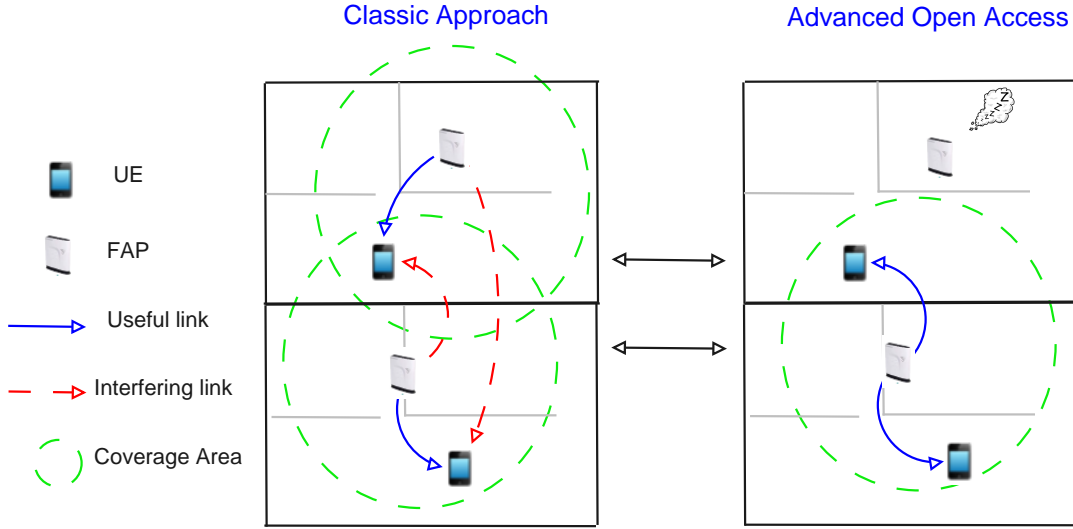 Classic Approach
Advanced Open Access
z
z
z
Z
UE
FAP
Useful link
Interfering link
Coverage Area